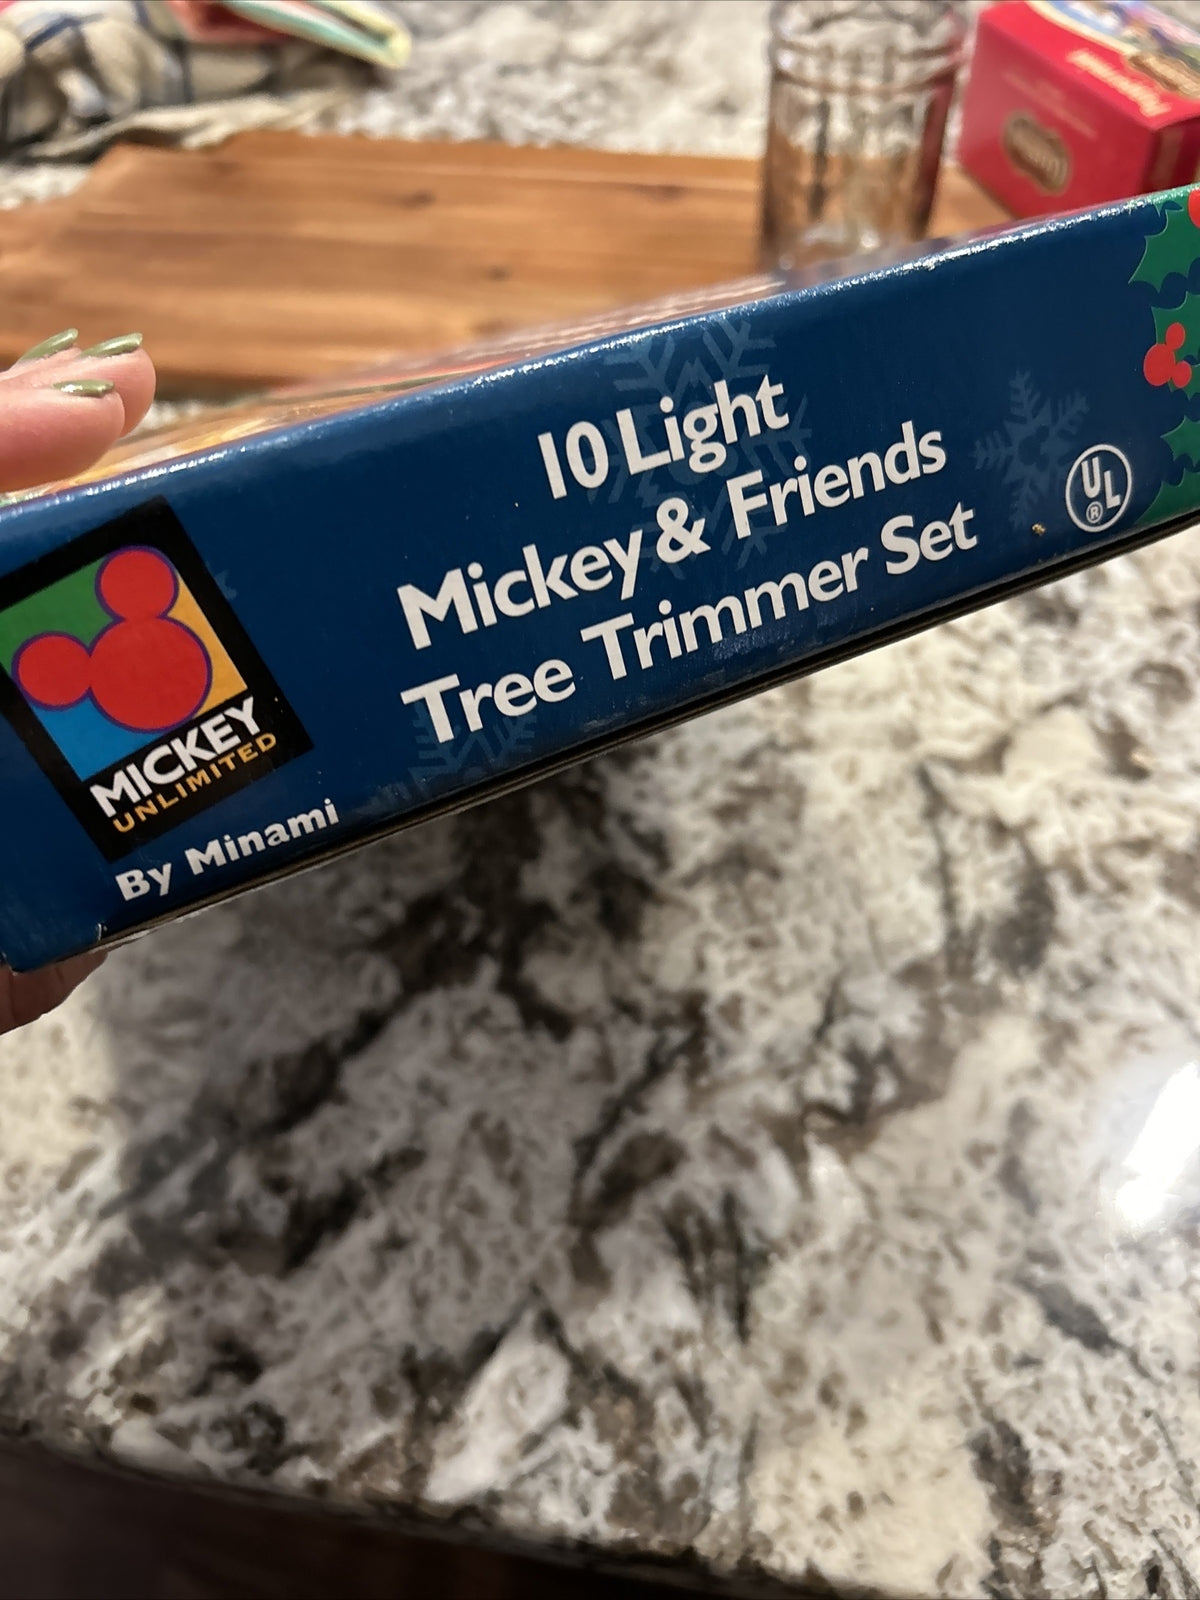 10 Light
Mickey & Friends
Tree Trimmer Set
UL
®
MICKEY
UNLIMITED
By Minami